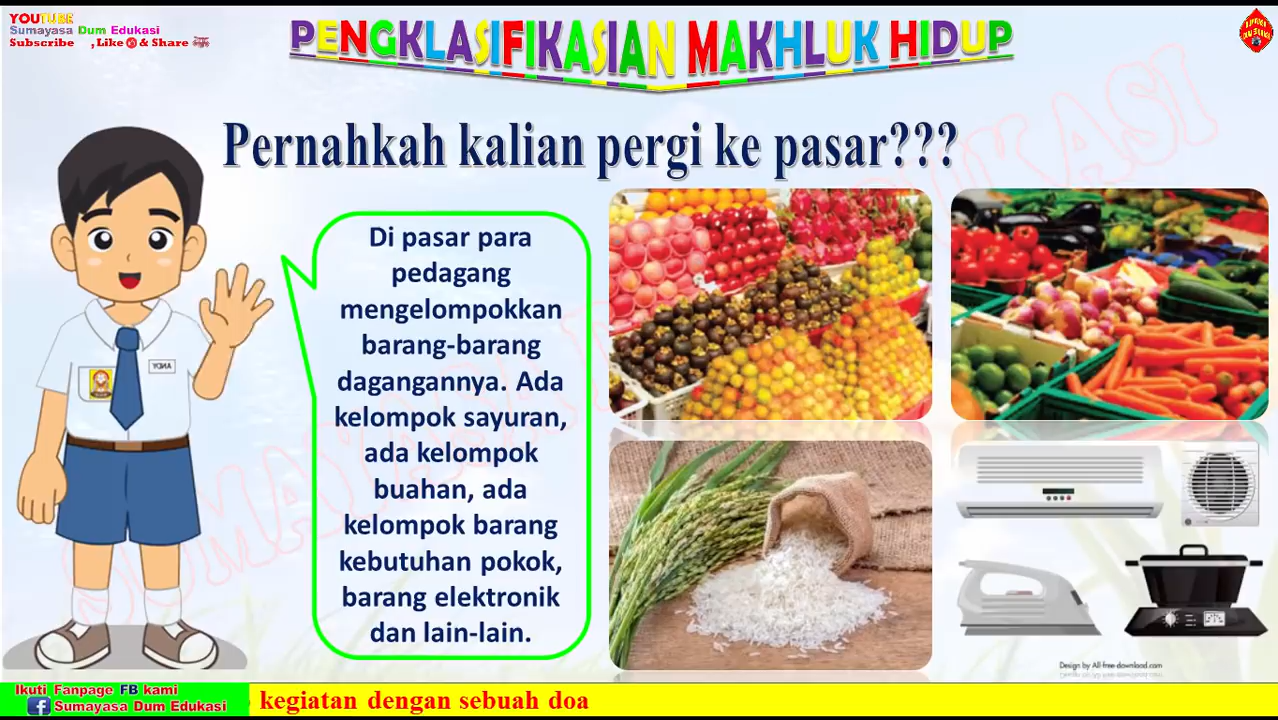 YOUTUBE
Sumayasa Dum Edukasi
Subscribe , Like & Share
PENGKLASIFIKASIAN MAKHLUK HIDUP
Pernahkah kalian pergi ke pasar???
Di pasar para
pedagang
mengelompokkan
barang-barang
dagangannya. Ada
kelompok sayuran,
ada kelompok
buahan, ada
kelompok barang
kebutuhan pokok,
barang elektronik
dan lain-lain.
Design by All-free-download.com
Ikuti Fanpage FB kami
Sumayasa Dum Edukasi
kegiatan dengan sebuah doa